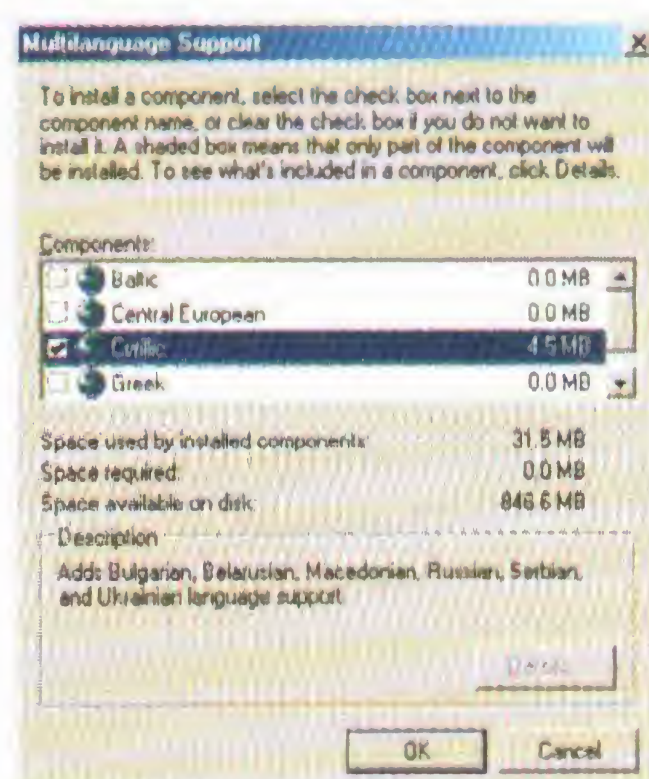 Multilanguage Support
To install a component, select the check box next to the
component name, or clear the check box if you do not want to
install it. A shaded box means that only part of the component will
be installed. To see what's included in a component, click Details.
Components:
Baltic 0.0 MB
Central European 0.0 MB
Cyrillic 4.5 MB
Greek 0.0 MB
Space used by installed components: 31.5 MB
Space required: 0.0 MB
Space available on disk: 846.6 MB
Description
Adds Bulgarian, Belarusian, Macedonian, Russian, Serbian,
and Ukrainian language support
Details...
OK Cancel